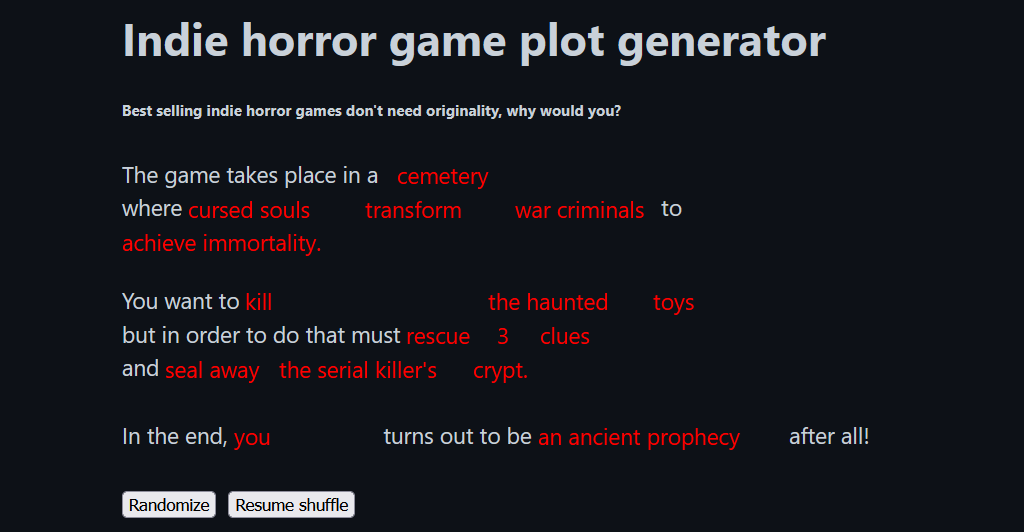 Indie horror game plot generator
Best selling indie horror games don't need originality, why would you?
The game takes place in a cemetery
where cursed souls transform war criminals to
achieve immortality.
You want to kill the haunted toys
but in order to do that must rescue 3 clues
and seal away the serial killer's crypt.
In the end, you turns out to be an ancient prophecy after all!
Randomize Resume shuffle